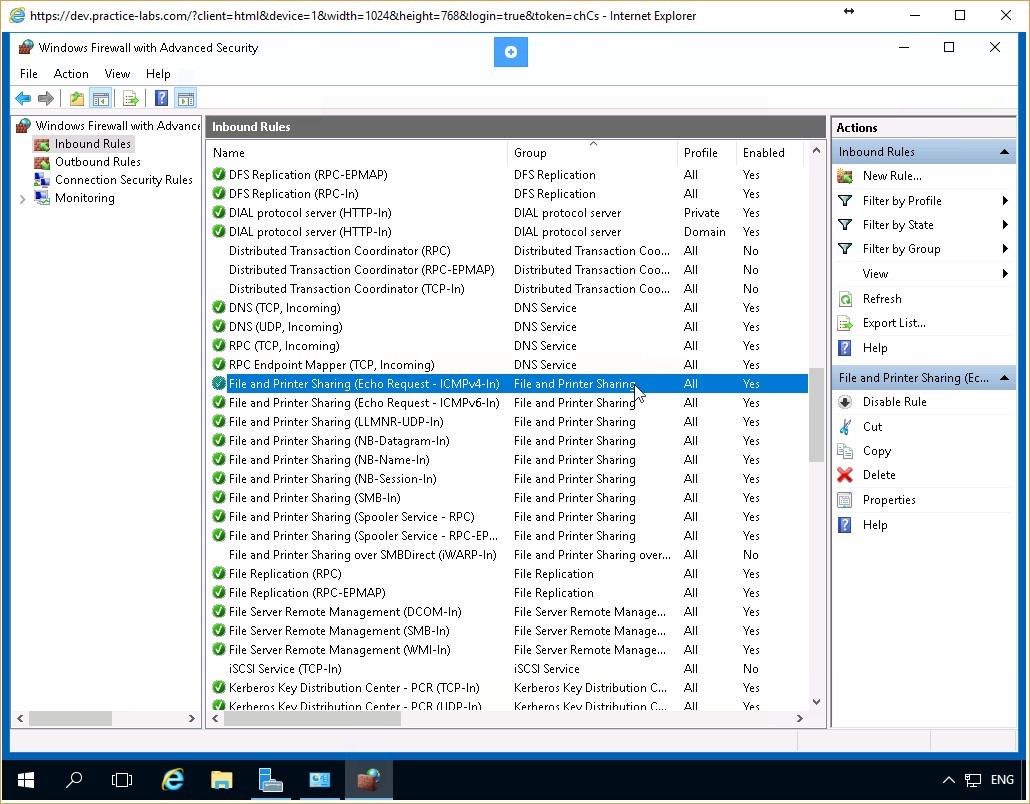 https://dev.practice-labs.com/?client=html&device=1&width=1024&height=768&login=true&token=chCs - Internet Explorer
Windows Firewall with Advanced Security
File Action View Help
Windows Firewall with Advance
Inbound Rules
Outbound Rules
Connection Security Rules
Monitoring
Inbound Rules
Name Group Profile Enabled
DFS Replication (RPC-EPMAP) DFS Replication All Yes
DFS Replication (RPC-In) DFS Replication All Yes
DIAL protocol server (HTTP-In) DIAL protocol server Private Yes
DIAL protocol server (HTTP-In) DIAL protocol server Domain Yes
Distributed Transaction Coordinator (RPC) Distributed Transaction Coo... All No
Distributed Transaction Coordinator (RPC-EPMAP) Distributed Transaction Coo... All No
Distributed Transaction Coordinator (TCP-In) Distributed Transaction Coo... All No
DNS (TCP, Incoming) DNS Service All Yes
DNS (UDP, Incoming) DNS Service All Yes
RPC (TCP, Incoming) DNS Service All Yes
RPC Endpoint Mapper (TCP, Incoming) DNS Service All Yes
File and Printer Sharing (Echo Request - ICMPv4-In) File and Printer Sharing All Yes
File and Printer Sharing (Echo Request - ICMPv6-In) File and Printer Sharing All Yes
File and Printer Sharing (LLMNR-UDP-In) File and Printer Sharing All Yes
File and Printer Sharing (NB-Datagram-In) File and Printer Sharing All Yes
File and Printer Sharing (NB-Name-In) File and Printer Sharing All Yes
File and Printer Sharing (NB-Session-In) File and Printer Sharing All Yes
File and Printer Sharing (SMB-In) File and Printer Sharing All Yes
File and Printer Sharing (Spooler Service - RPC) File and Printer Sharing All Yes
File and Printer Sharing (Spooler Service - RPC-EP... File and Printer Sharing All Yes
File and Printer Sharing over SMBDirect (iWARP-In) File and Printer Sharing over... All No
File Replication (RPC) File Replication All Yes
File Replication (RPC-EPMAP) File Replication All Yes
File Server Remote Management (DCOM-In) File Server Remote Manage... All Yes
File Server Remote Management (SMB-In) File Server Remote Manage... All Yes
File Server Remote Management (WMI-In) File Server Remote Manage... All Yes
iSCSI Service (TCP-In) iSCSI Service All No
Kerberos Key Distribution Center - PCR (TCP-In) Kerberos Key Distribution C... All Yes
Kerberos Key Distribution Center - PCR (UDP-In) Kerberos Key Distribution C... All Yes
Actions
Inbound Rules
New Rule...
Filter by Profile
Filter by State
Filter by Group
View
Refresh
Export List...
Help
File and Printer Sharing (Ec...
Disable Rule
Cut
Copy
Delete
Properties
Help
ENG